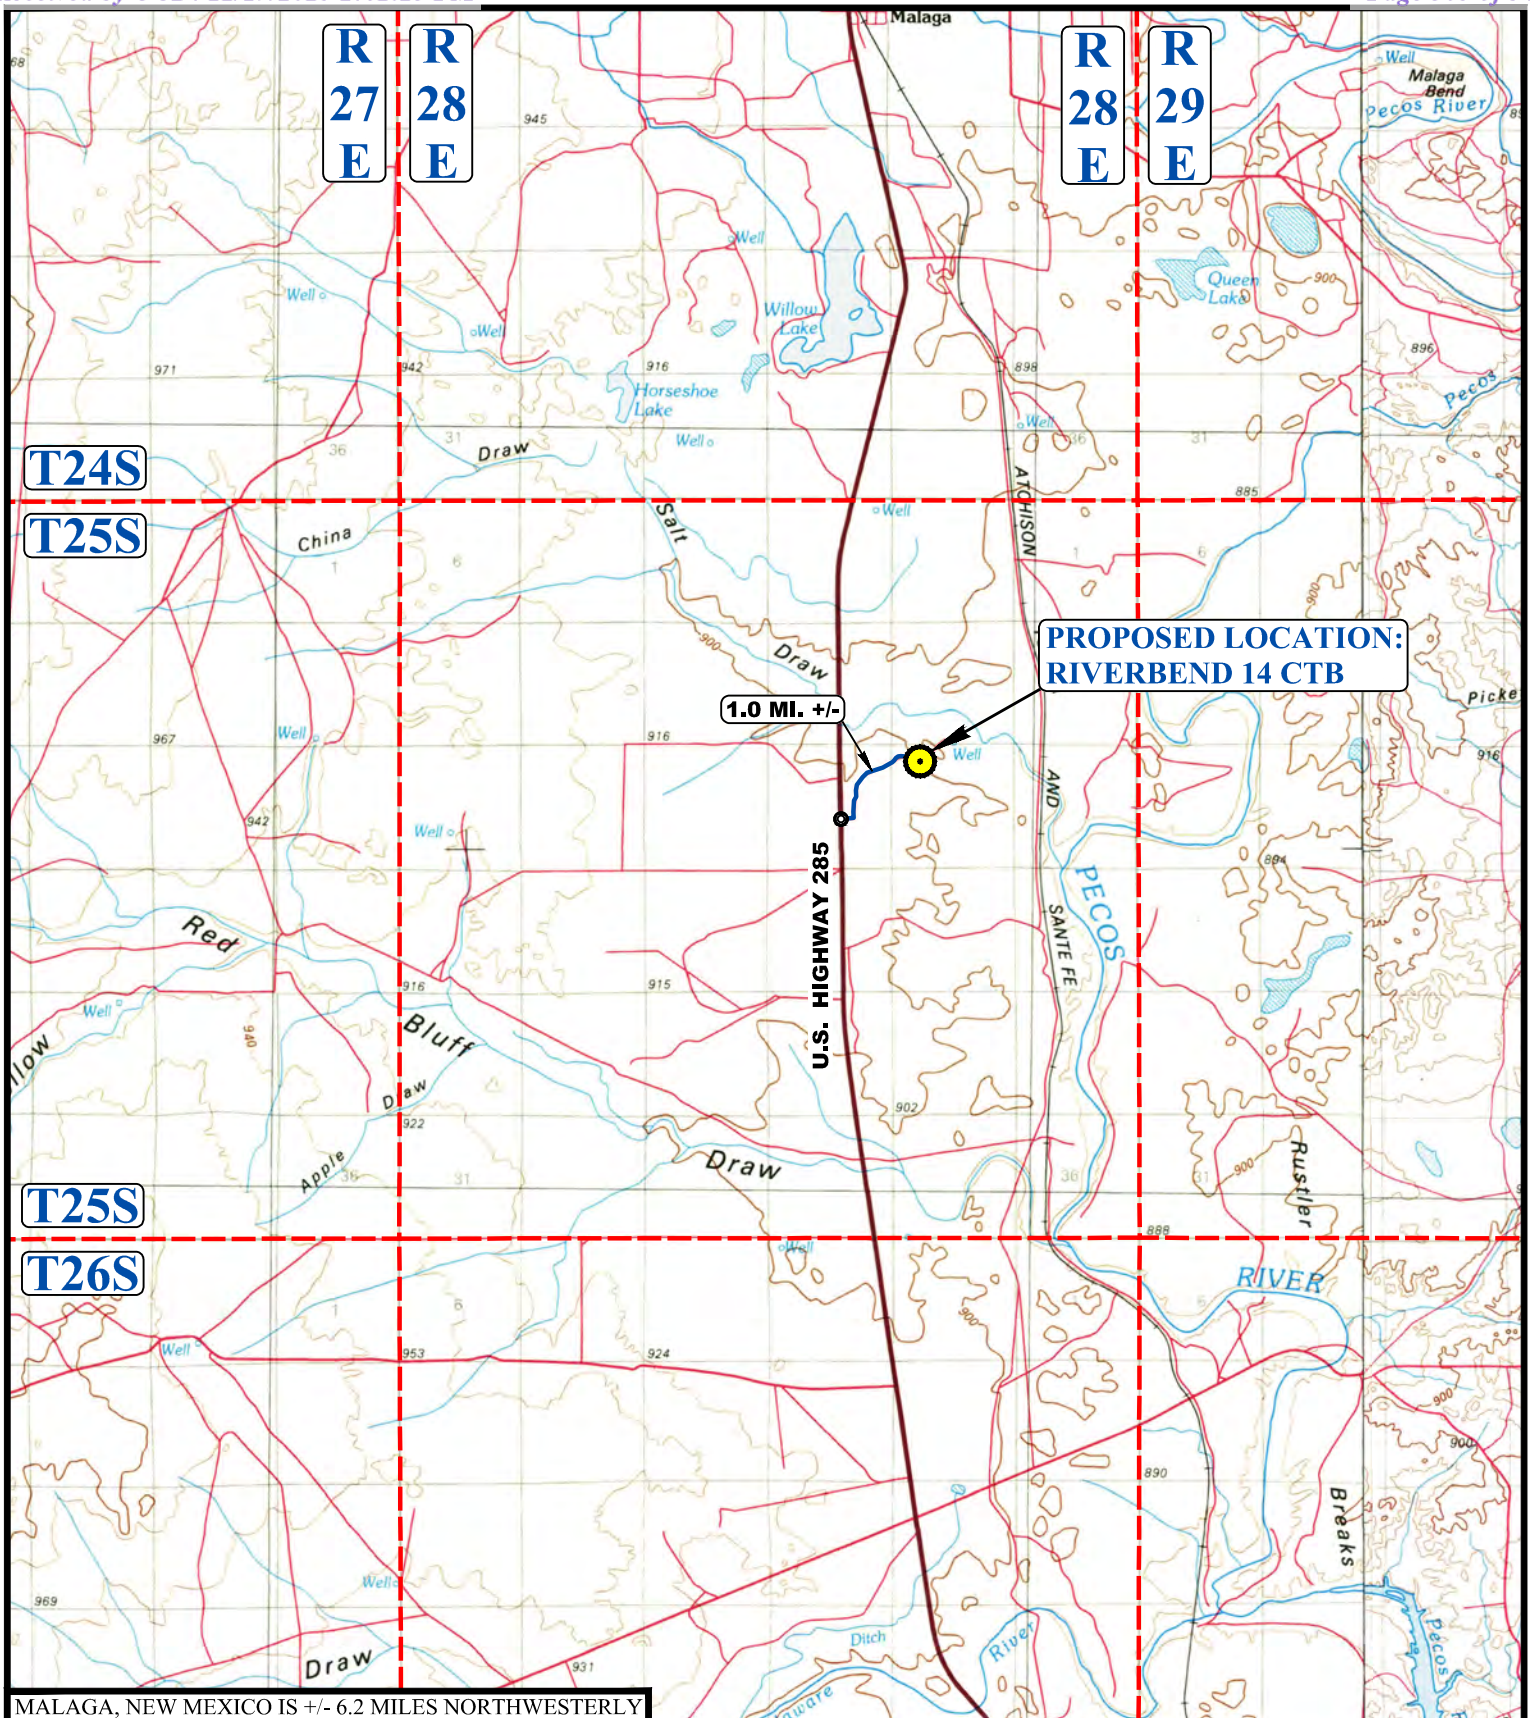 Malaga
R
27
E
R
28
E
R
28
E
R
29
E
Well
Malaga
Bend
Pecos River
68
945
Well
Well
Well
Willow
Lake
Queen
Lake
900
971
942
916
898
896
Horseshoe
Lake
Pecos
Well
Well
36
31
36
31
Draw
T24S
885
T25S
China
Salt
Well
ATCHISON
1
6
1
6
900
900
Draw
PROPOSED LOCATION:
RIVERBEND 14 CTB
1.0 MI. +/-
Picke
967
Well
916
Well
916
AND
942
Well
894
U.S. HIGHWAY 285
PECOS
SANTE FE
Red
Well
916
915
940
Bluff
llow
Draw
922
902
Apple
36
31
Draw
36
31
900
Rustler
T25S
888
T26S
Well
RIVER
1
6
6
900
Well
953
924
900
900
890
Breaks
Well
969
Ditch
River
Pecos
Draw
931
aware
MALAGA, NEW MEXICO IS +/- 6.2 MILES NORTHWESTERLY